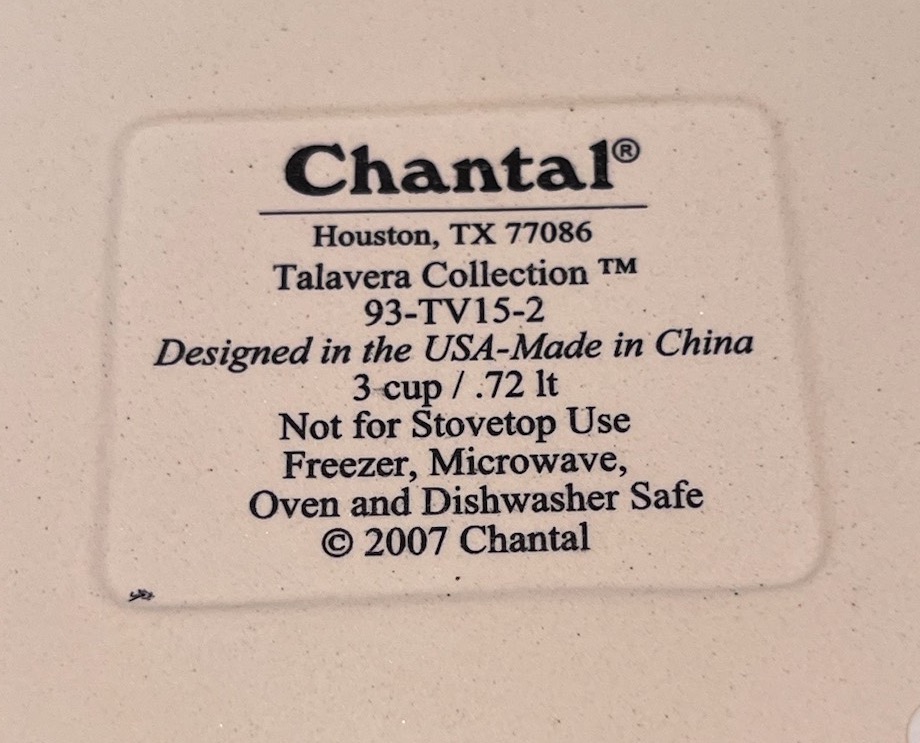 Chantal®
Houston, TX 77086
Talavera Collection ™
93-TV15-2
Designed in the USA-Made in China
3 cup / .72 lt
Not for Stovetop Use
Freezer, Microwave,
Oven and Dishwasher Safe
© 2007 Chantal